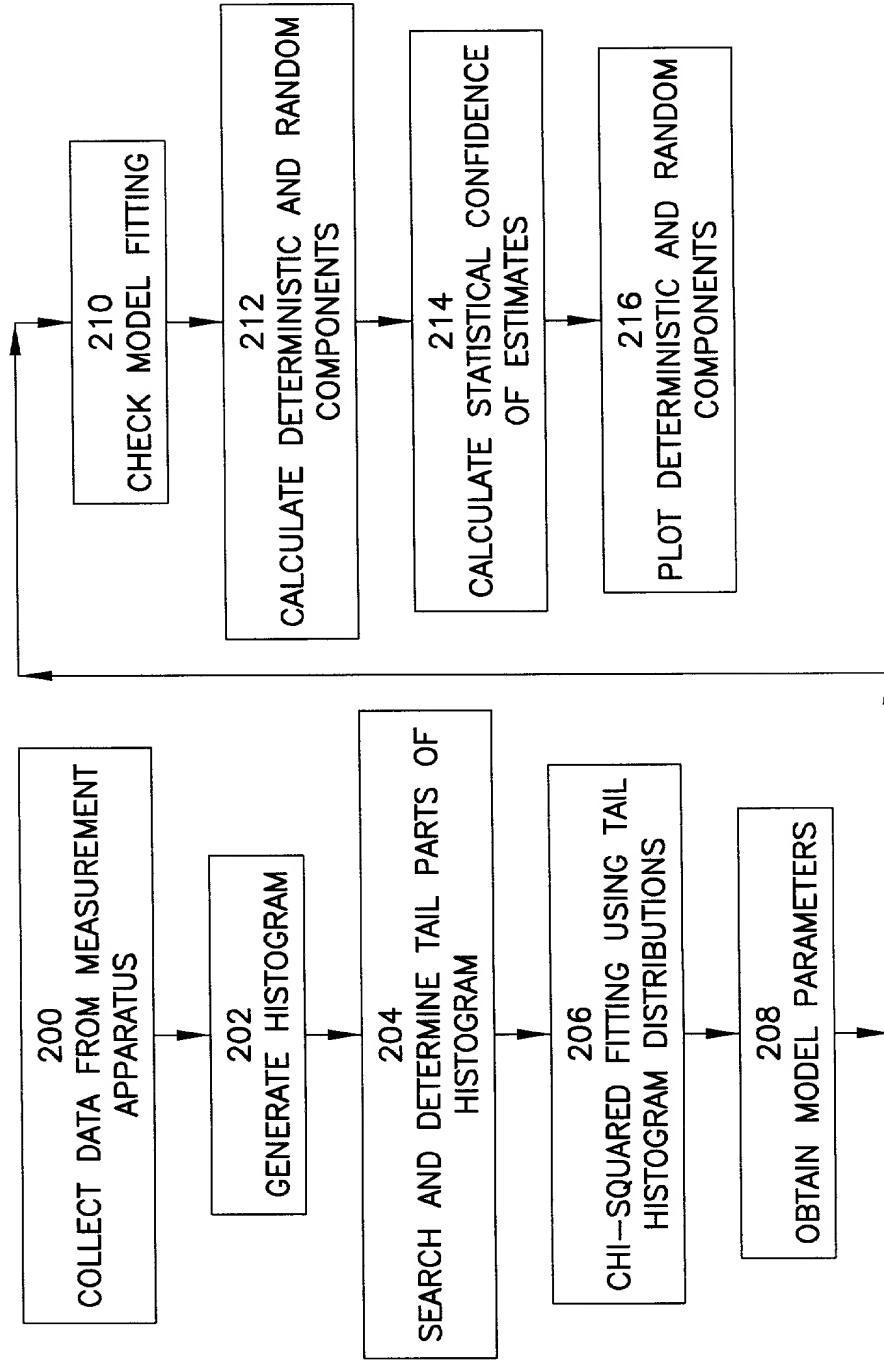 200
COLLECT DATA FROM MEASUREMENT
APPARATUS
202
GENERATE HISTOGRAM
204
SEARCH AND DETERMINE TAIL PARTS OF
HISTOGRAM
206
CHI-SQUARED FITTING USING TAIL
HISTOGRAM DISTRIBUTIONS
208
OBTAIN MODEL PARAMETERS
210
CHECK MODEL FITTING
212
CALCULATE DETERMINISTIC AND RANDOM
COMPONENTS
214
CALCULATE STATISTICAL CONFIDENCE
OF ESTIMATES
216
PLOT DETERMINISTIC AND RANDOM
COMPONENTS